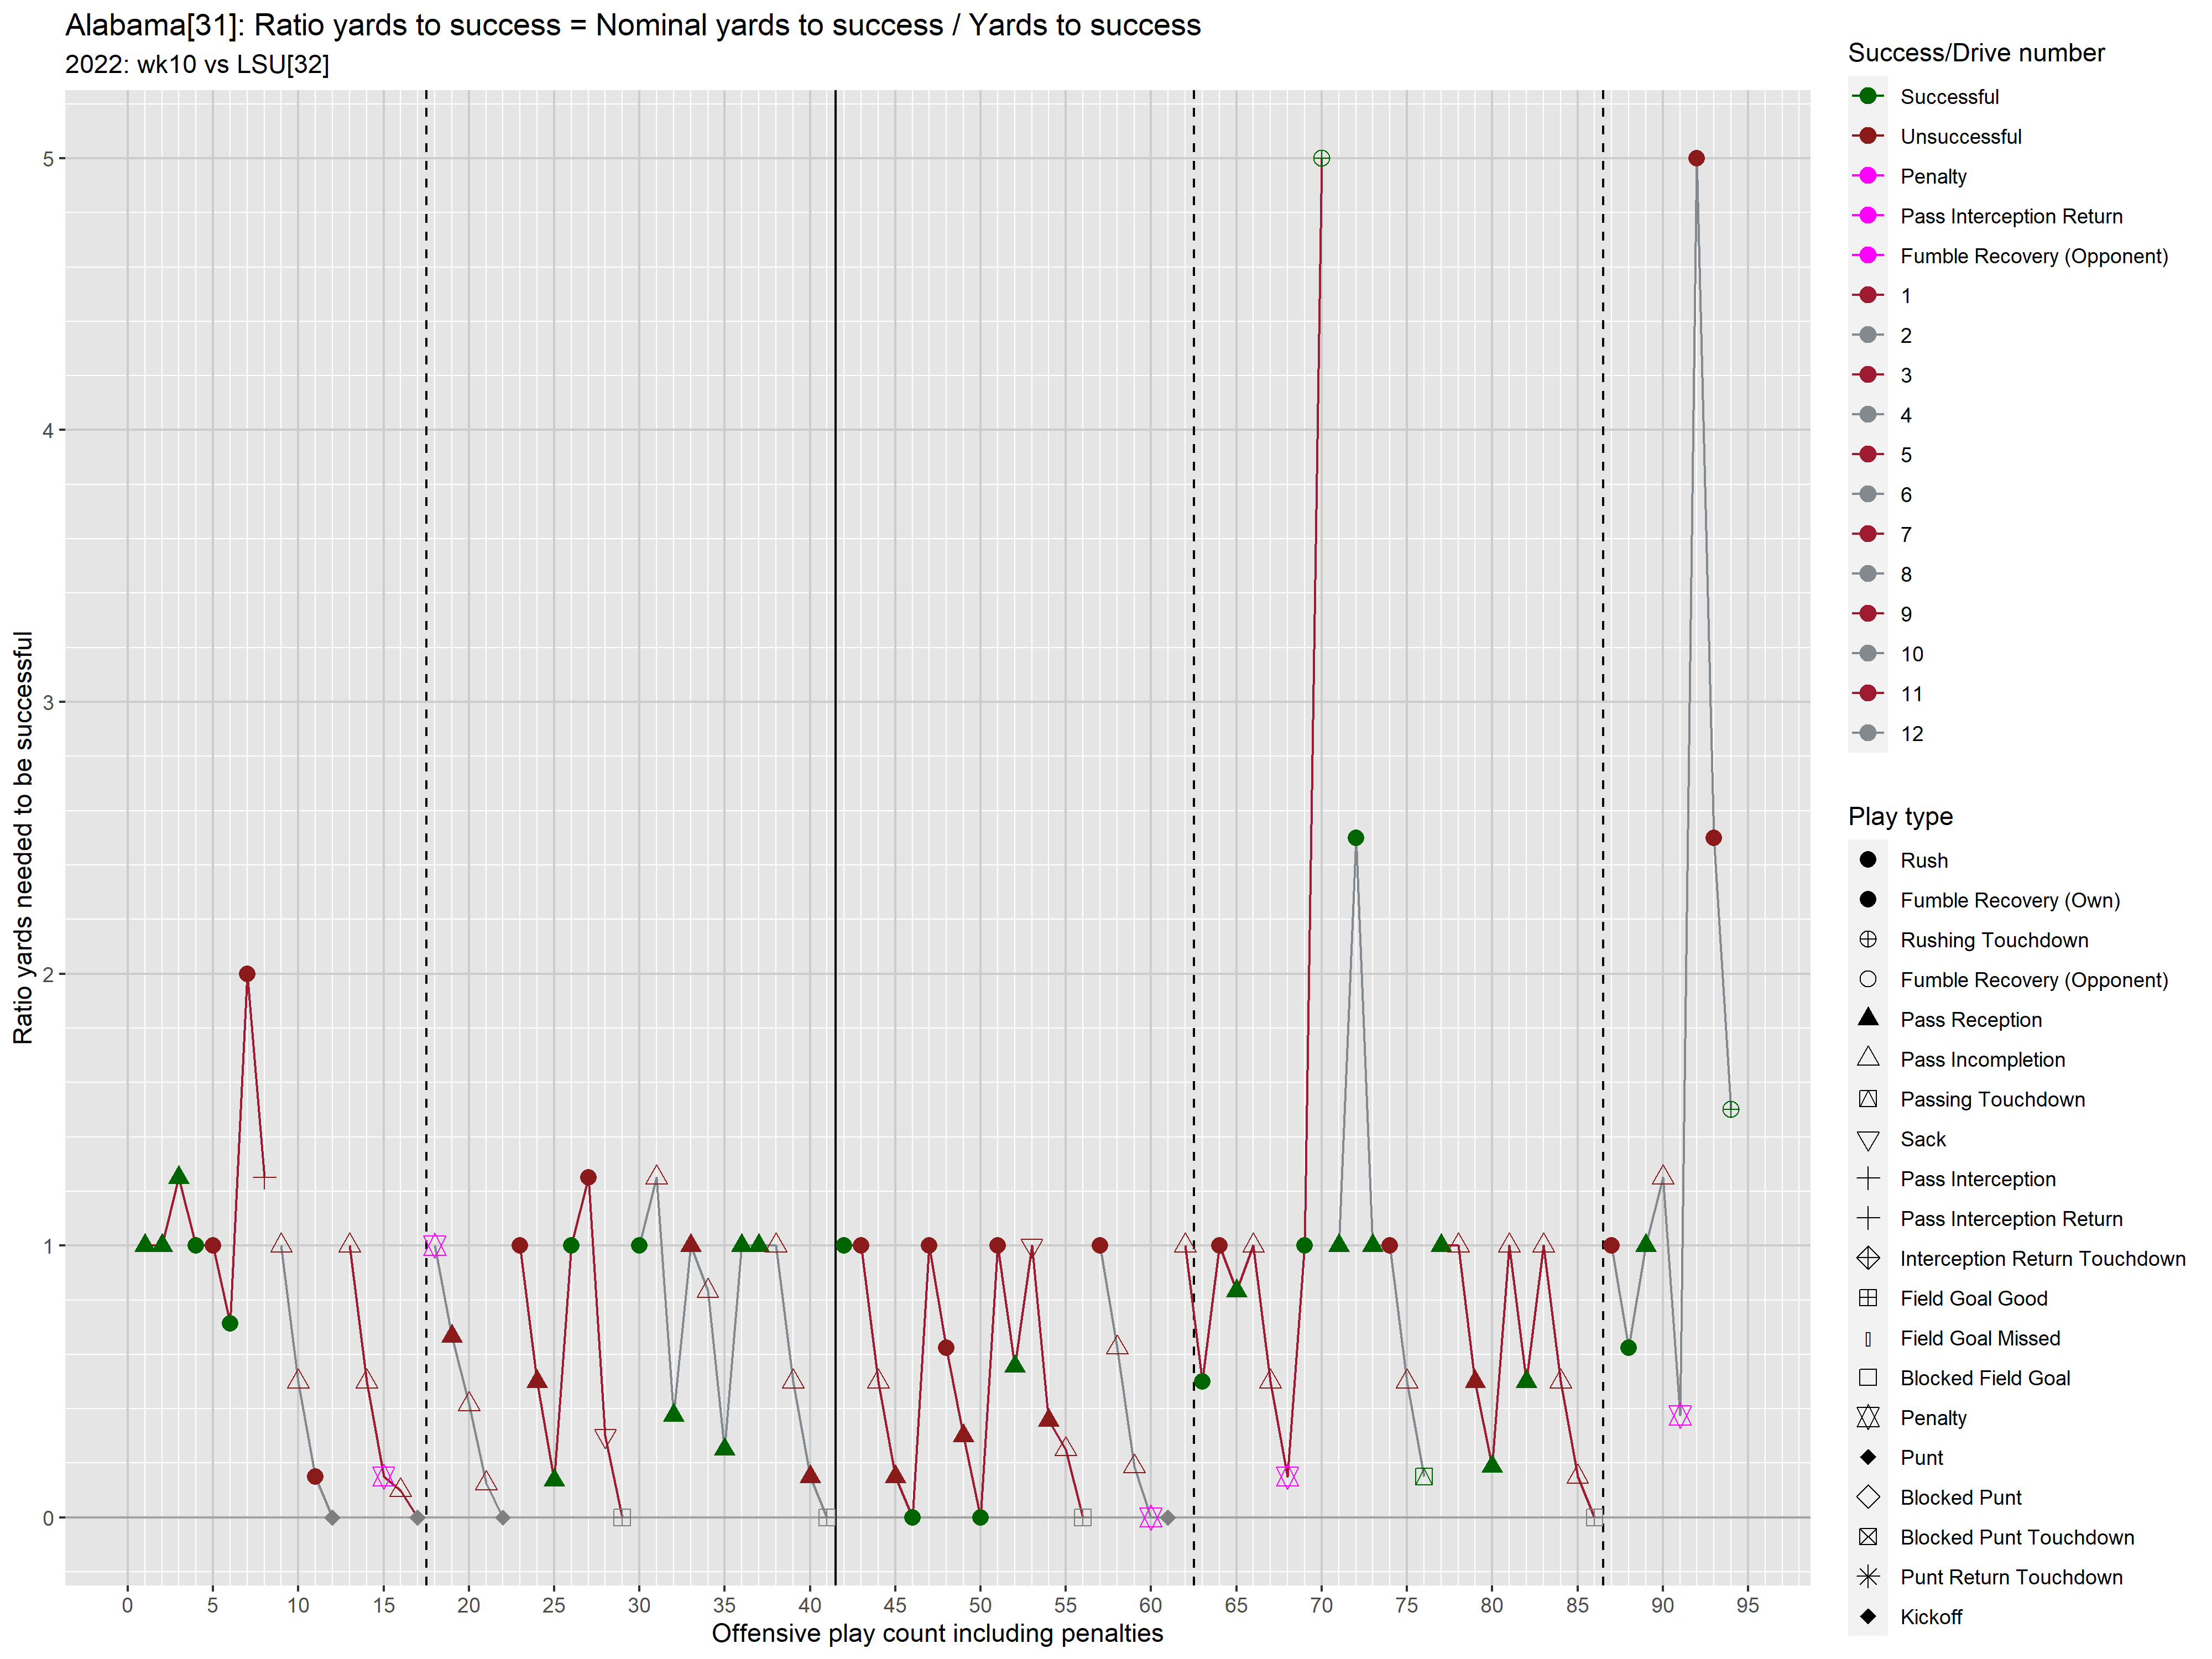 Alabama[31]: Ratio yards to success = Nominal yards to success / Yards to success
2022: wk10 vs LSU[32]
Ratio yards needed to be successful
5
4
3
2
1
0
0 5 10 15 20 25 30 35 40 45 50 55 60 65 70 75 80 85 90 95
Offensive play count including penalties
Success/Drive number
Successful
Unsuccessful
Penalty
Pass Interception Return
Fumble Recovery (Opponent)
1
2
3
4
5
6
7
8
9
10
11
12
Play type
Rush
Fumble Recovery (Own)
Rushing Touchdown
Fumble Recovery (Opponent)
Pass Reception
Pass Incompletion
Passing Touchdown
Sack
Pass Interception
Pass Interception Return
Interception Return Touchdown
Field Goal Good
Field Goal Missed
Blocked Field Goal
Penalty
Punt
Blocked Punt
Blocked Punt Touchdown
Punt Return Touchdown
Kickoff